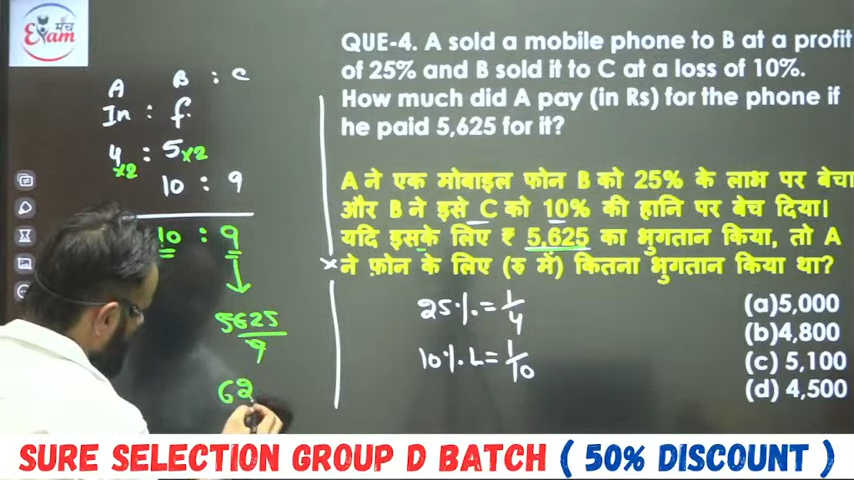 मंच
Exam
A B : C
In : f.
4 : 5
×2 ×2
10 : 9
10 : 9
5625
9
62
QUE-4. A sold a mobile phone to B at a profit
of 25% and B sold it to C at a loss of 10%.
How much did A pay (in Rs) for the phone if
he paid 5,625 for it?
A ने एक मोबाइल फोन B को 25% के लाभ पर बेचा
और B ने इसे C को 10% की हानि पर बेच दिया।
यदि इसके लिए ₹ 5,625 का भुगतान किया, तो A
ने फ़ोन के लिए (रु में) कितना भुगतान किया था?
25%. = 1/4
10%. L = 1/10
(a)5,000
(b)4,800
(c) 5,100
(d) 4,500
SURE SELECTION GROUP D BATCH ( 50% DISCOUNT )